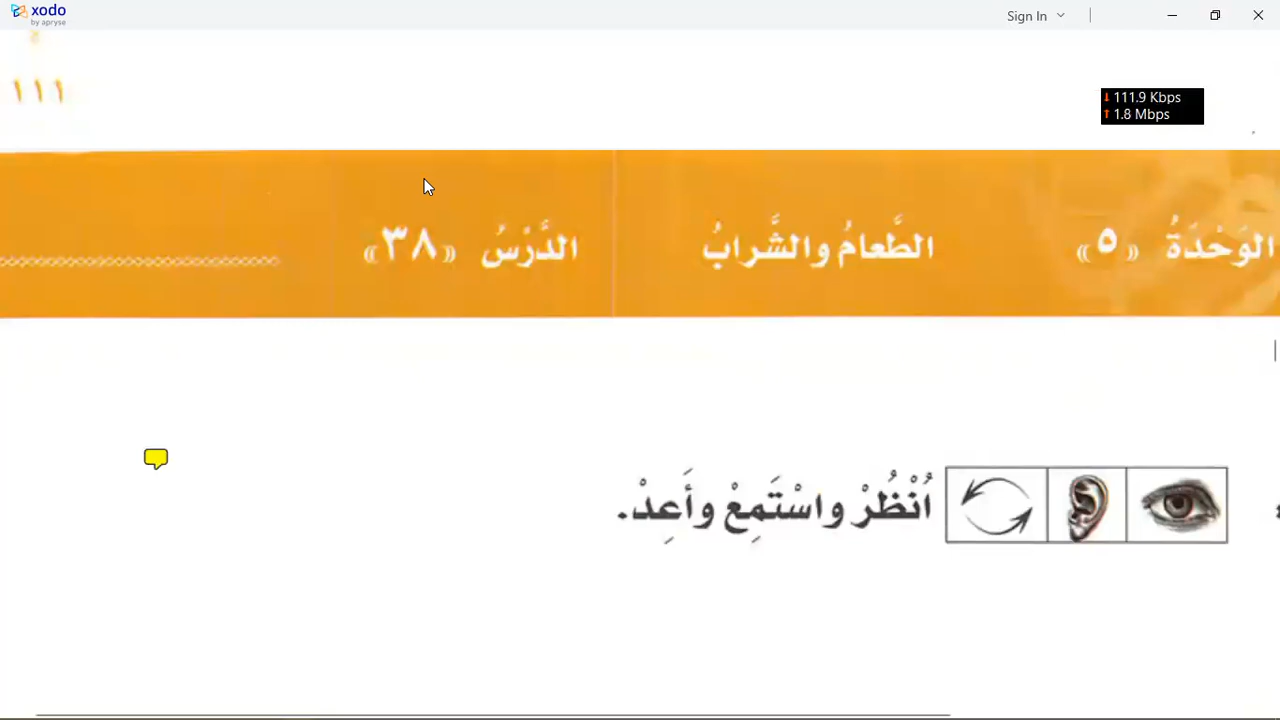 xodo
by apryse
Sign In
١١١
↓ 111.9 Kbps
↑ 1.8 Mbps
الوَحْدَةُ «٥» الطَّعامُ والشَّرابُ الدَّرْسُ «٣٨»
اُنْظُرْ واسْتَمِعْ وأَعِدْ.